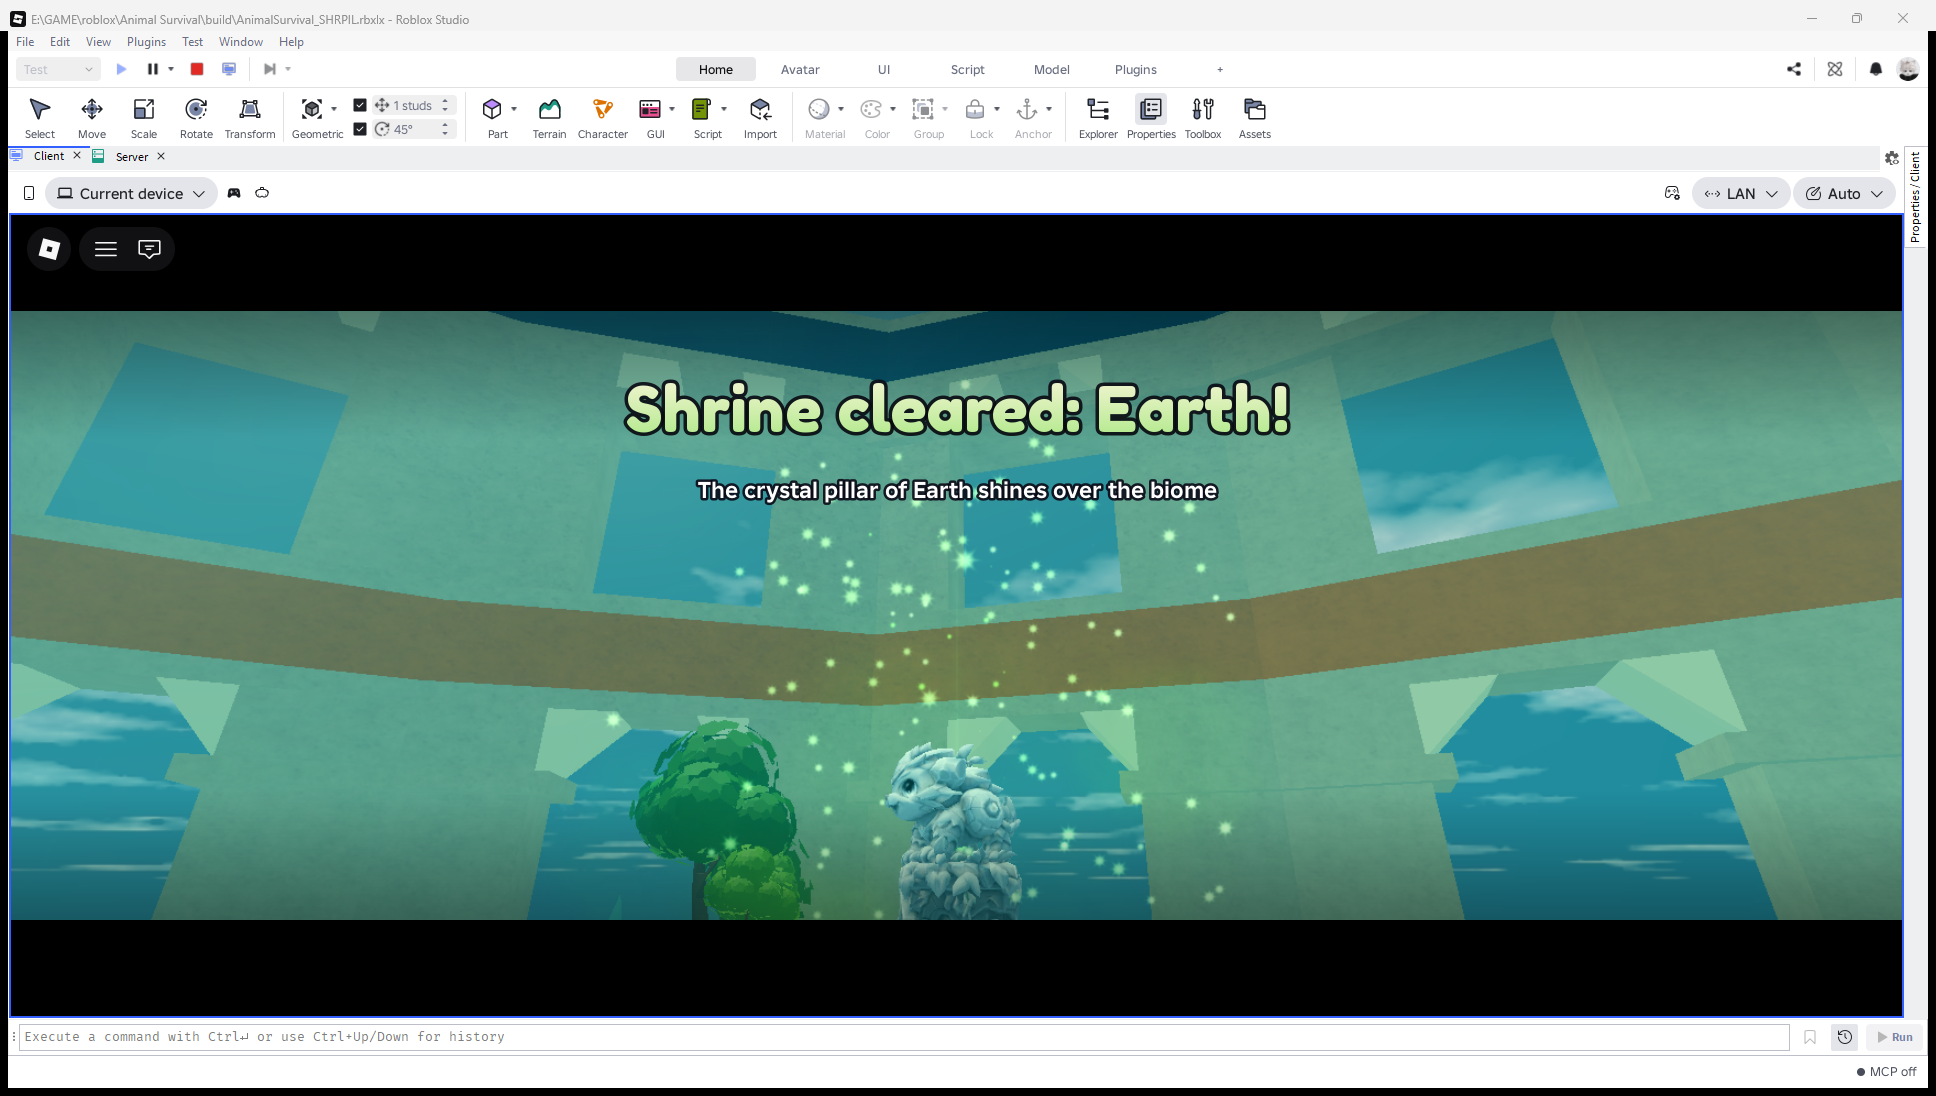 E:\GAME\roblox\Animal Survival\build\AnimalSurvival_SHRPIL.rbxlx - Roblox Studio
File Edit View Plugins Test Window Help
Test Home Avatar UI Script Model Plugins +
1 studs
45°
Select Move Scale Rotate Transform Geometric Part Terrain Character GUI Script Import Material Color Group Lock Anchor Explorer Properties Toolbox Assets
Client Server
Properties / Client
Current device LAN Auto
Shrine cleared: Earth!
The crystal pillar of Earth shines over the biome
Execute a command with Ctrl↵ or use Ctrl+Up/Down for history Run
MCP off